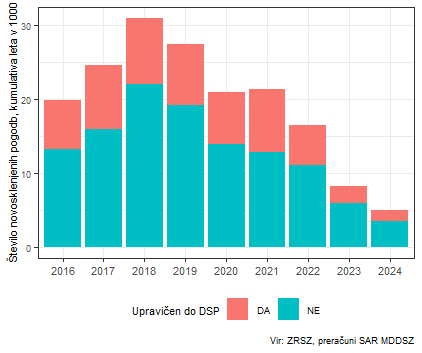 Število novosklenjenih pogodb, kumulativa leta v 1000
30
20
10
0
2016 2017 2018 2019 2020 2021 2022 2023 2024
Upravičen do DSP DA NE
Vir: ZRSZ, preračuni SAR MDDSZ